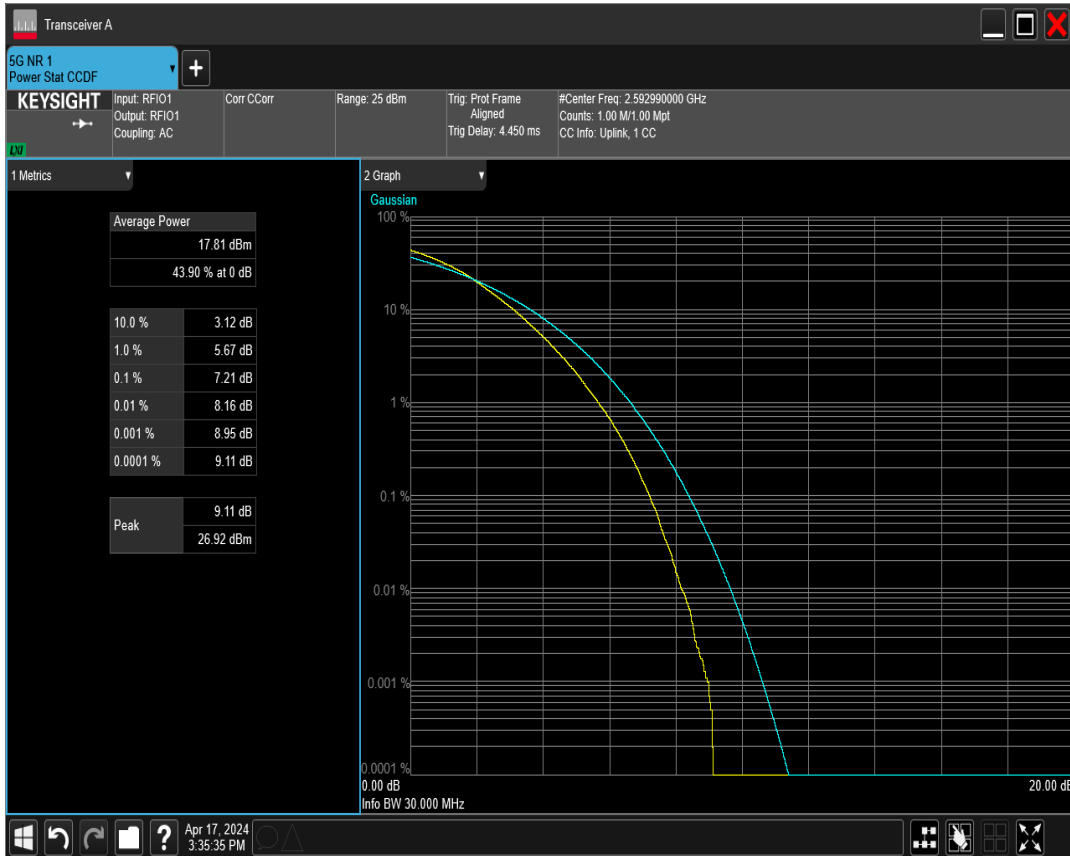 Transceiver A
5G NR 1
Power Stat CCDF
KEYSIGHT
LXI
Input: RFIO1
Output: RFIO1
Coupling: AC
Corr CCorr
Range: 25 dBm
Trig: Prot Frame
Aligned
Trig Delay: 4.450 ms
#Center Freq: 2.592990000 GHz
Counts: 1.00 M/1.00 Mpt
CC Info: Uplink, 1 CC
1 Metrics
Average Power
17.81 dBm
43.90 % at 0 dB
10.0 % 3.12 dB
1.0 % 5.67 dB
0.1 % 7.21 dB
0.01 % 8.16 dB
0.001 % 8.95 dB
0.0001 % 9.11 dB
Peak
9.11 dB
26.92 dBm
2 Graph
Gaussian
100 %
10 %
1 %
0.1 %
0.01 %
0.001 %
0.0001 %
0.00 dB 20.00 dB
Info BW 30.000 MHz
?
Apr 17, 2024
3:35:35 PM